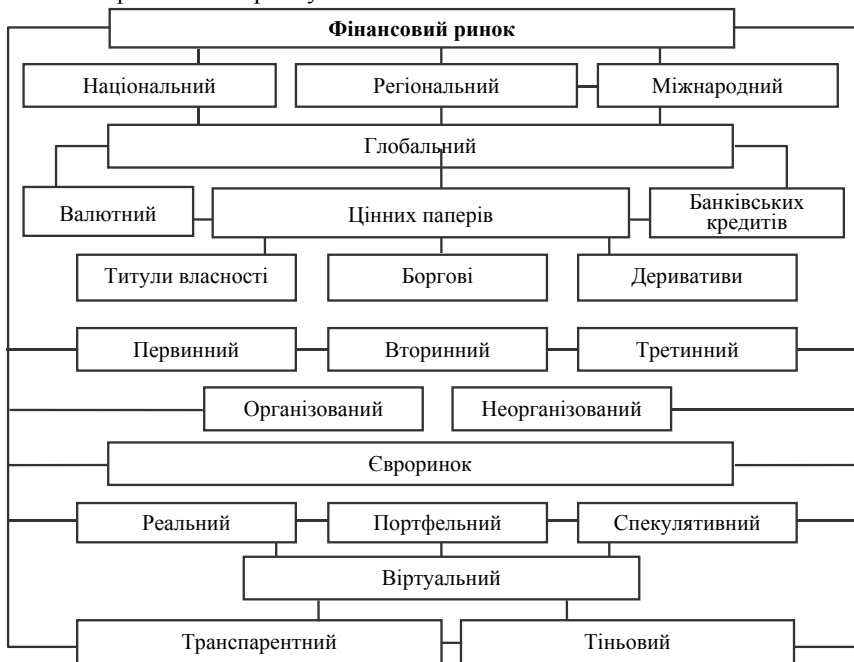 Фінансовий ринок
Національний
Регіональний
Міжнародний
Глобальний
Валютний
Цінних паперів
Банківських
кредитів
Титули власності
Боргові
Деривативи
Первинний
Вторинний
Третинний
Організований
Неорганізований
Євроринок
Реальний
Портфельний
Спекулятивний
Віртуальний
Транспарентний
Тіньовий